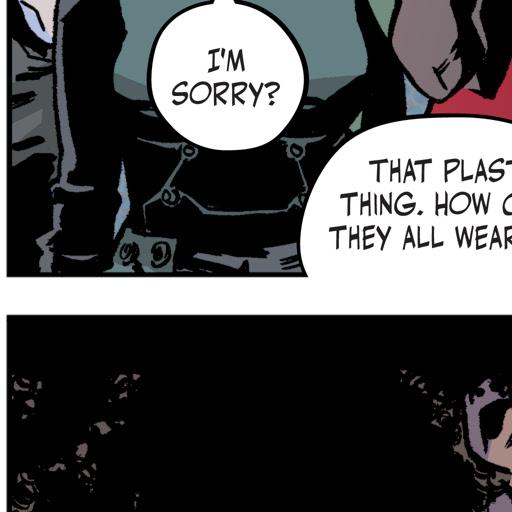 I'M
SORRY?
THAT PLAST
THING. HOW
THEY ALL WEAR